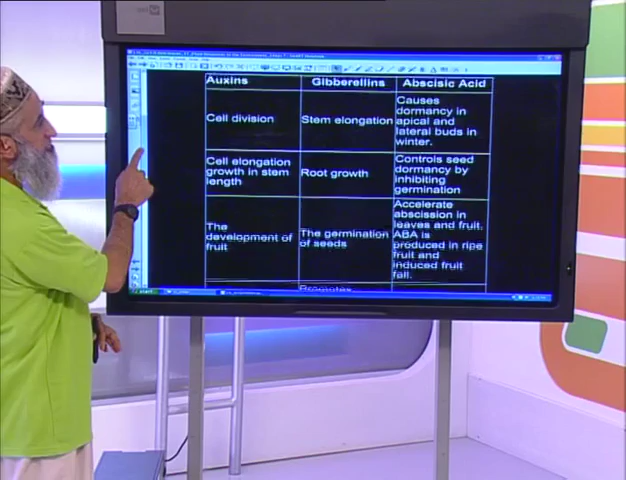 Auxins
Gibberellins
Abscisic Acid
Cell division
Stem elongation
Causes
dormancy in
apical and
lateral buds in
winter.
Cell elongation
growth in stem
length
Root growth
Controls seed
dormancy by
inhibiting
germination
The
development of
fruit
The germination
of seeds
Accelerate
abscission in
leaves and fruit.
ABA is
produced in ripe
fruit and
induced fruit
fall.
Promotes